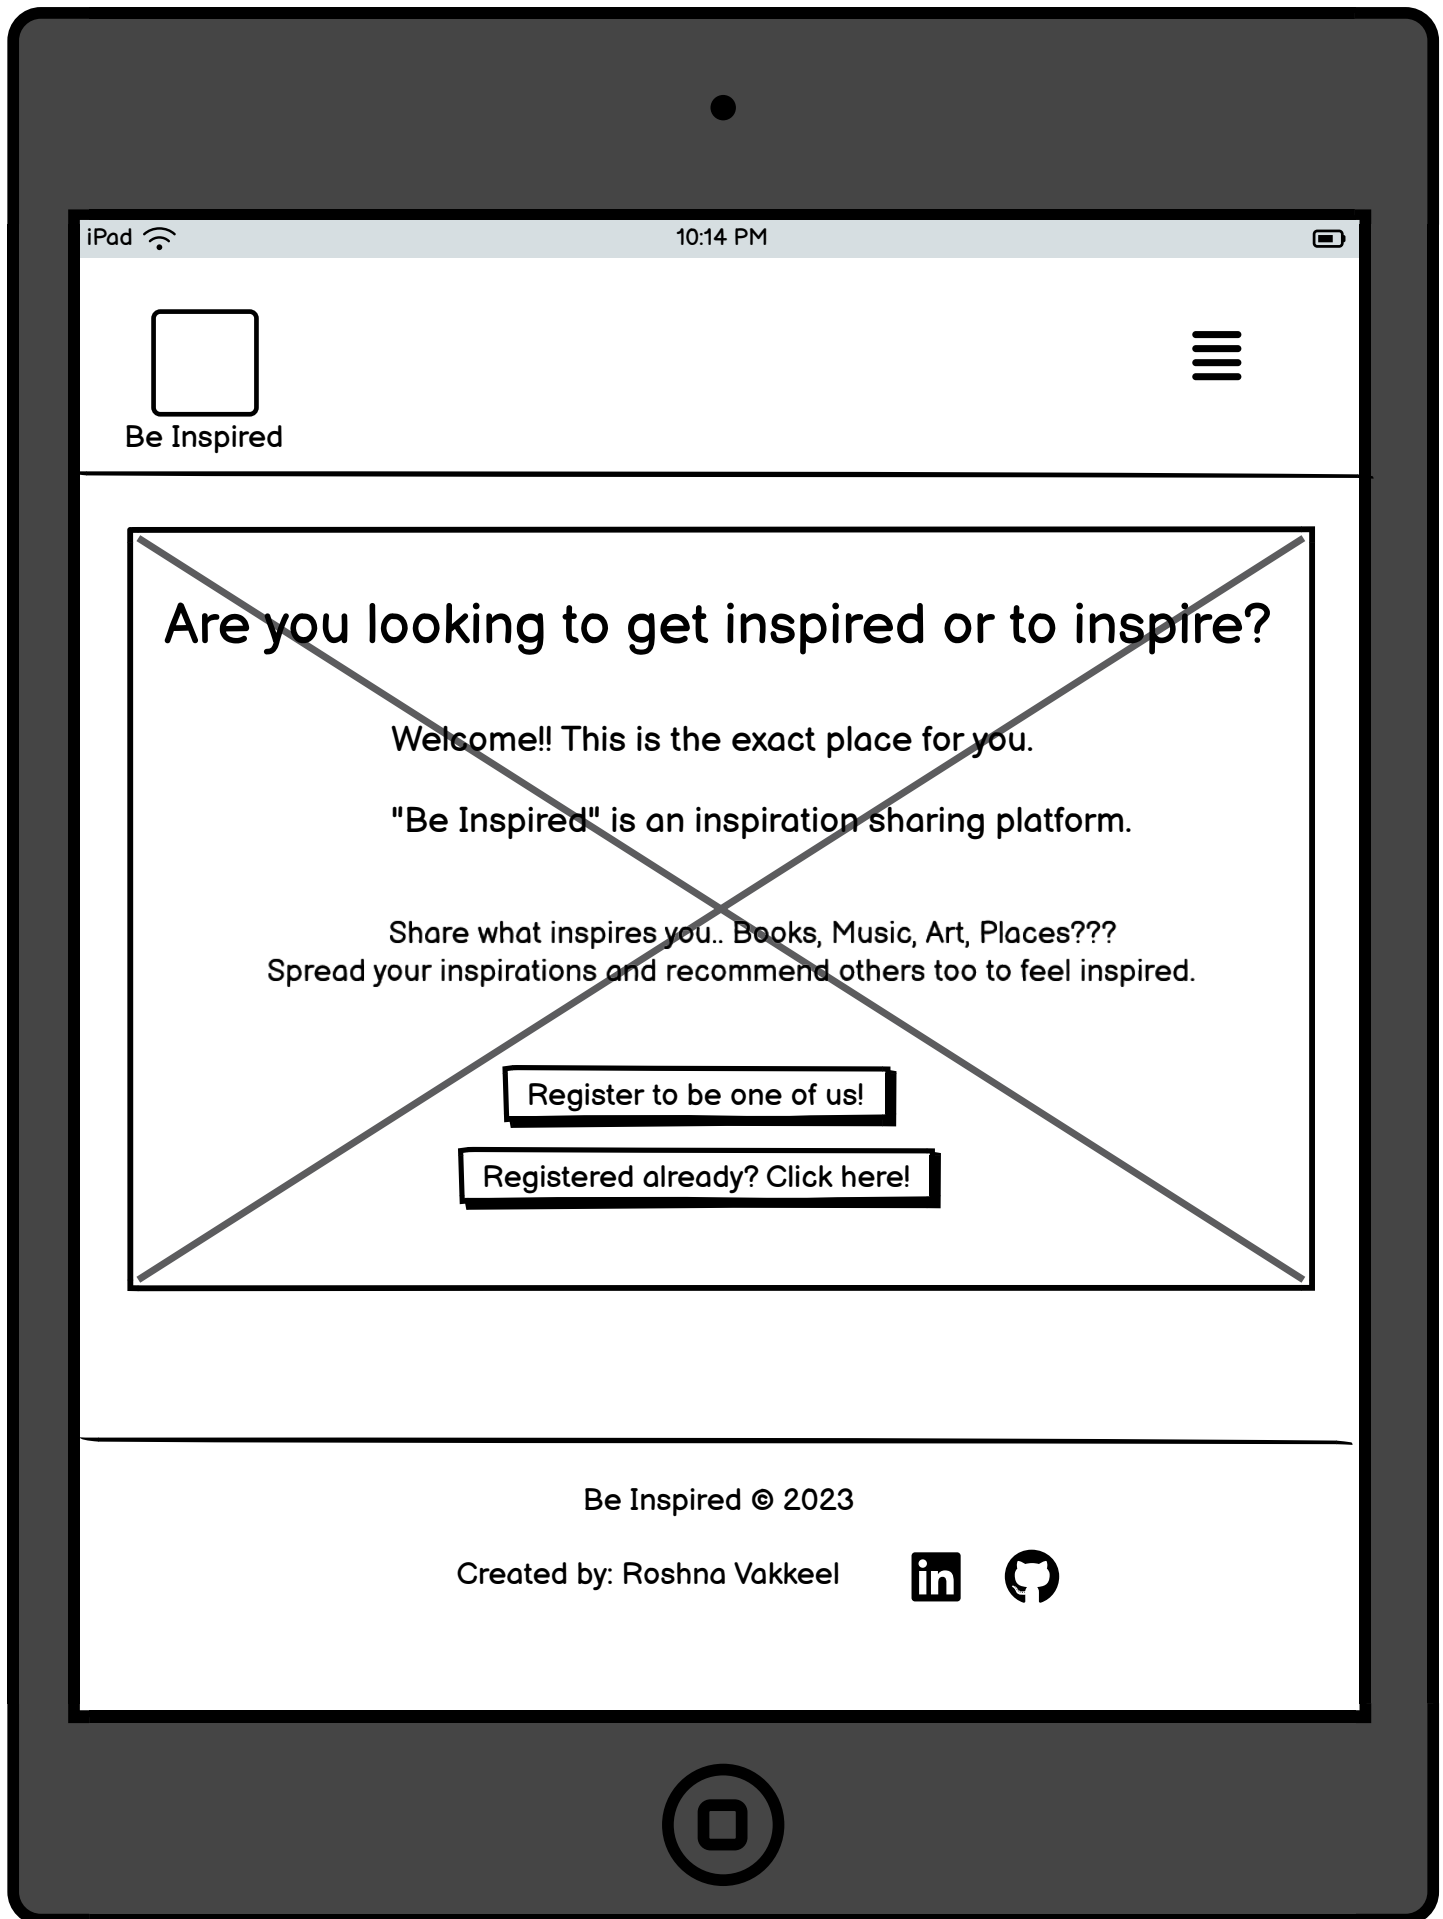 iPad 10:14 PM
Be Inspired
Are you looking to get inspired or to inspire?
Welcome!! This is the exact place for you.
"Be Inspired" is an inspiration sharing platform.
Share what inspires you.. Books, Music, Art, Places???
Spread your inspirations and recommend others too to feel inspired.
Register to be one of us!
Registered already? Click here!
Be Inspired © 2023
Created by: Roshna Vakkeel in